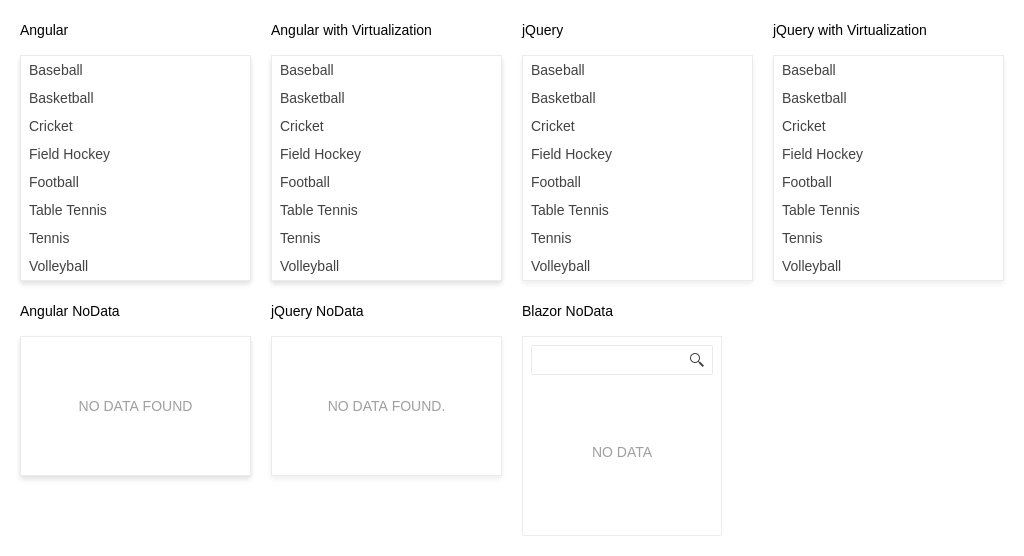 Angular
Baseball
Basketball
Cricket
Field Hockey
Football
Table Tennis
Tennis
Volleyball
Angular with Virtualization
Baseball
Basketball
Cricket
Field Hockey
Football
Table Tennis
Tennis
Volleyball
jQuery
Baseball
Basketball
Cricket
Field Hockey
Football
Table Tennis
Tennis
Volleyball
jQuery with Virtualization
Baseball
Basketball
Cricket
Field Hockey
Football
Table Tennis
Tennis
Volleyball
Angular NoData
NO DATA FOUND
jQuery NoData
NO DATA FOUND.
Blazor NoData
NO DATA